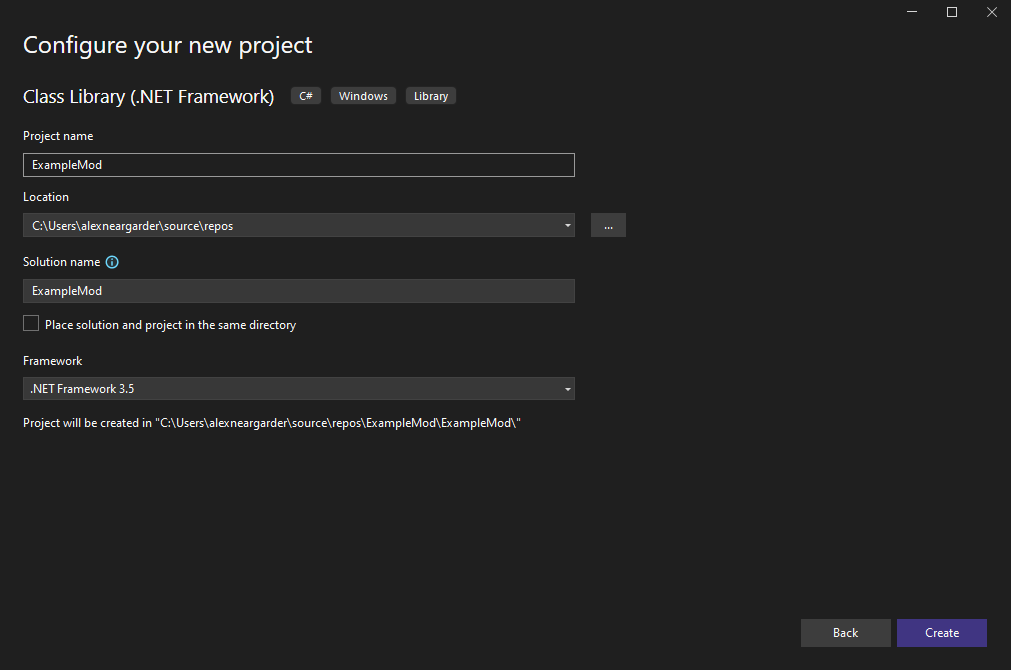 Configure your new project
Class Library (.NET Framework) C# Windows Library
Project name
ExampleMod
Location
C:\Users\alexneargarder\source\repos
...
Solution name
ExampleMod
Place solution and project in the same directory
Framework
.NET Framework 3.5
Project will be created in "C:\Users\alexneargarder\source\repos\ExampleMod\ExampleMod\"
Back Create